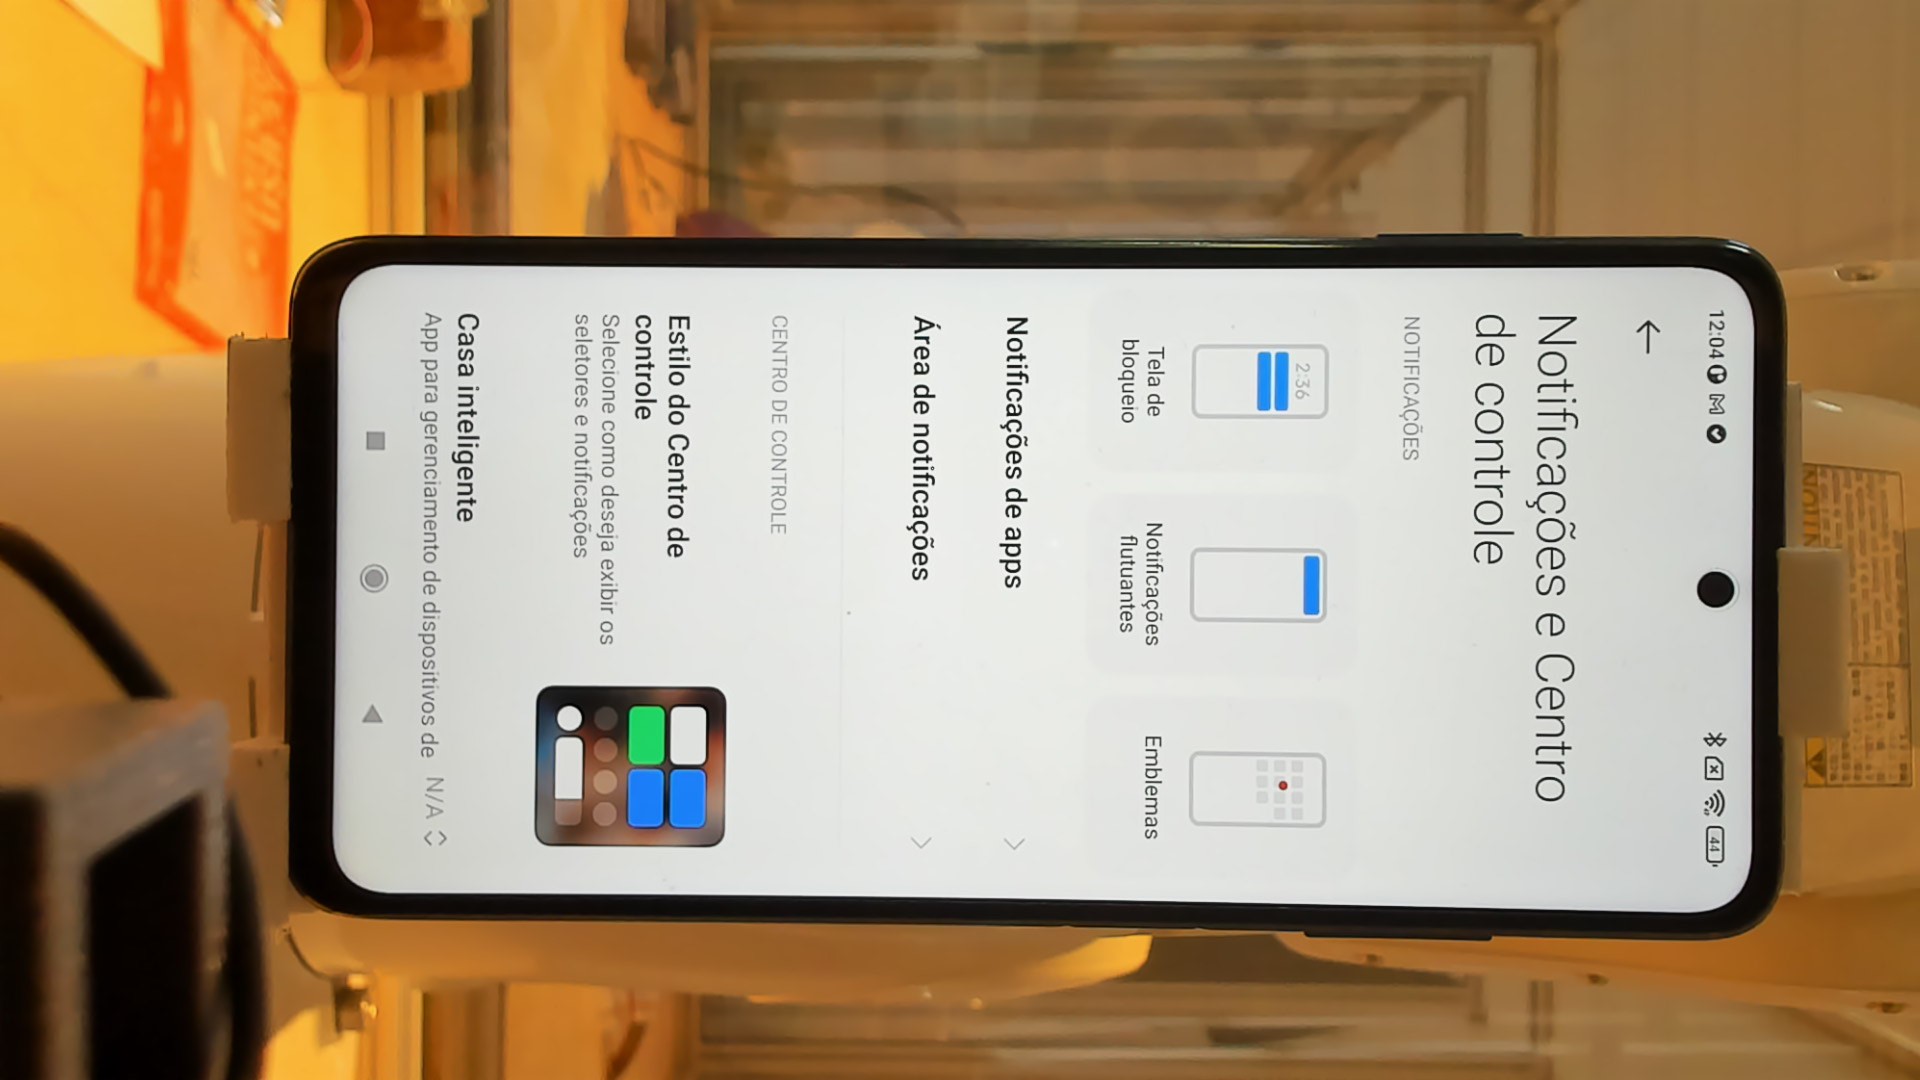 12:04
44
Notificações e Centro
de controle
NOTIFICAÇÕES
2:36
Tela de
bloqueio
Notificações
flutuantes
Emblemas
Notificações de apps
Área de notificações
CENTRO DE CONTROLE
Estilo do Centro de
controle
Selecione como deseja exibir os
seletores e notificações
Casa inteligente
App para gerenciamento de dispositivos de
N/A